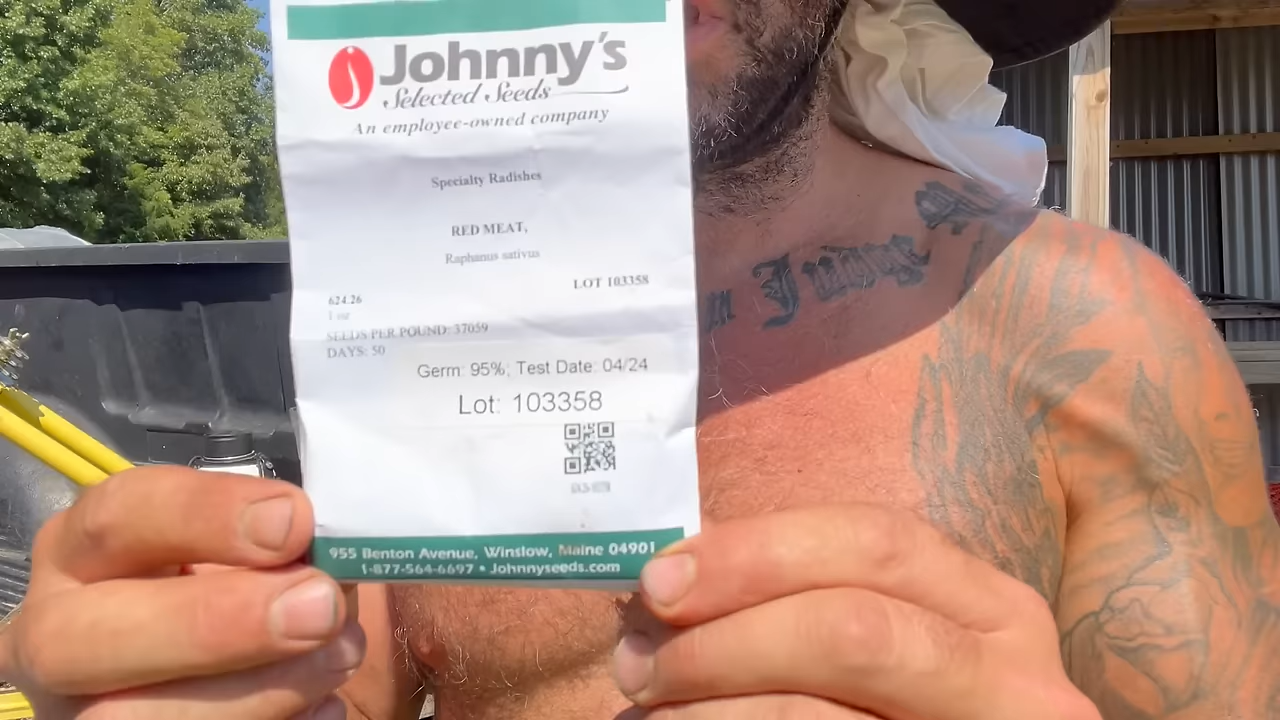 Johnny's
Selected Seeds
An employee-owned company
Specialty Radishes
RED MEAT,
Raphanus sativus
LOT 103358
624.26
1 oz
SEEDS PER POUND: 37059
DAYS: 50
Germ: 95%; Test Date: 04/24
Lot: 103358
955 Benton Avenue, Winslow, Maine 04901
1-877-564-6697 • Johnnyseeds.com
Judge